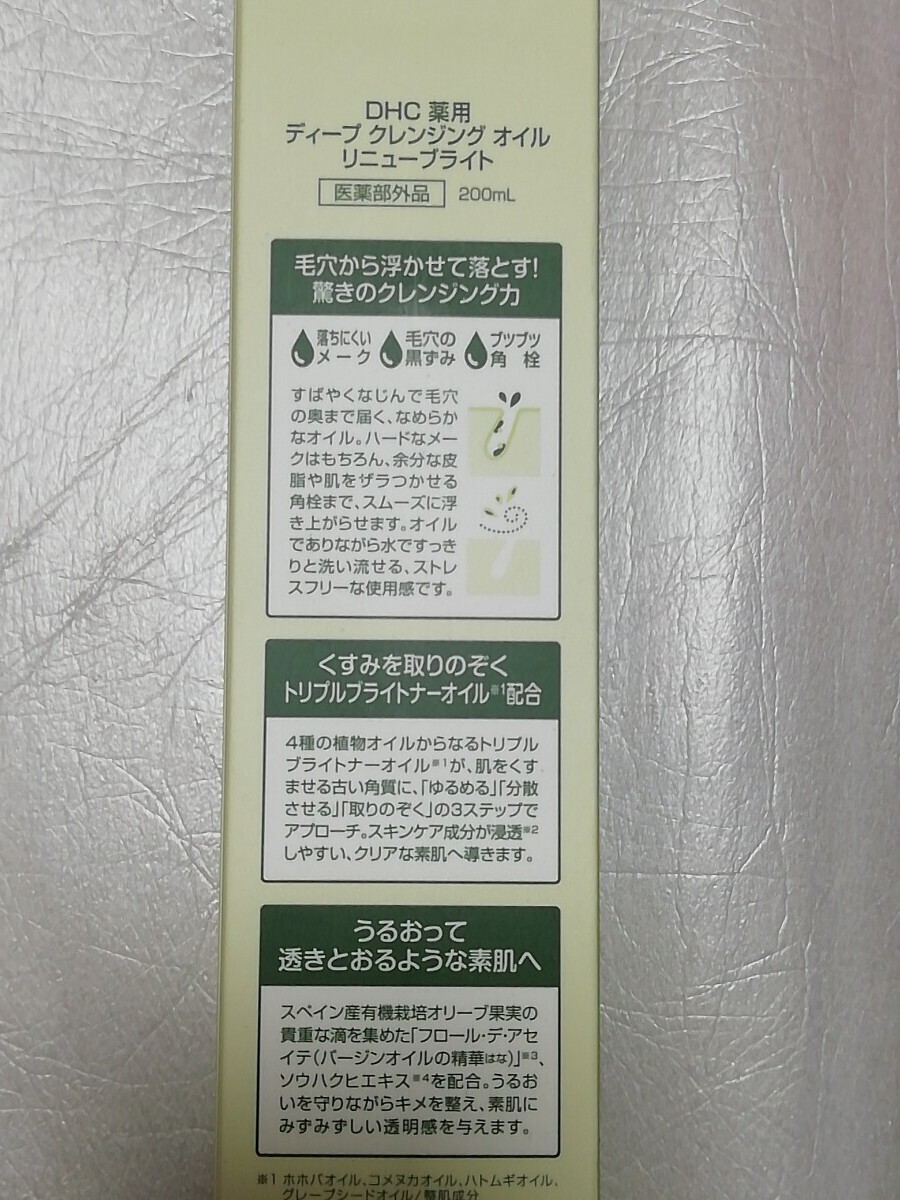 DHC 薬用
ディープ クレンジング オイル
リニューブライト
医薬部外品 200mL
毛穴から浮かせて落とす!
驚きのクレンジング力
落ちにくい
メーク
毛穴の
黒ずみ
ブツブツ
角栓
すばやくなじんで毛穴
の奥まで届く、なめらか
なオイル。ハードなメー
クはもちろん、余分な皮
脂や肌をザラつかせる
角栓まで、スムーズに浮
き上がらせます。オイル
でありながら水ですっき
りと洗い流せる、ストレ
スフリーな使用感です。
くすみを取りのぞく
トリプルブライトナーオイル※1配合
4種の植物オイルからなるトリプル
ブライトナーオイル※1が、肌をくす
ませる古い角質に、「ゆるめる」「分散
させる」「取りのぞく」の3ステップで
アプローチ。スキンケア成分が浸透※2
しやすい、クリアな素肌へ導きます。
うるおって
透きとおるような素肌へ
スペイン産有機栽培オリーブ果実の
貴重な滴を集めた「フロール・デ・アセ
イテ(バージンオイルの精華はな)」※3、
ソウハクヒエキス※4を配合。うるお
いを守りながらキメを整え、素肌に
みずみずしい透明感を与えます。
※1 ホホバオイル、コメヌカオイル、ハトムギオイル、
グレープシードオイル/整肌成分